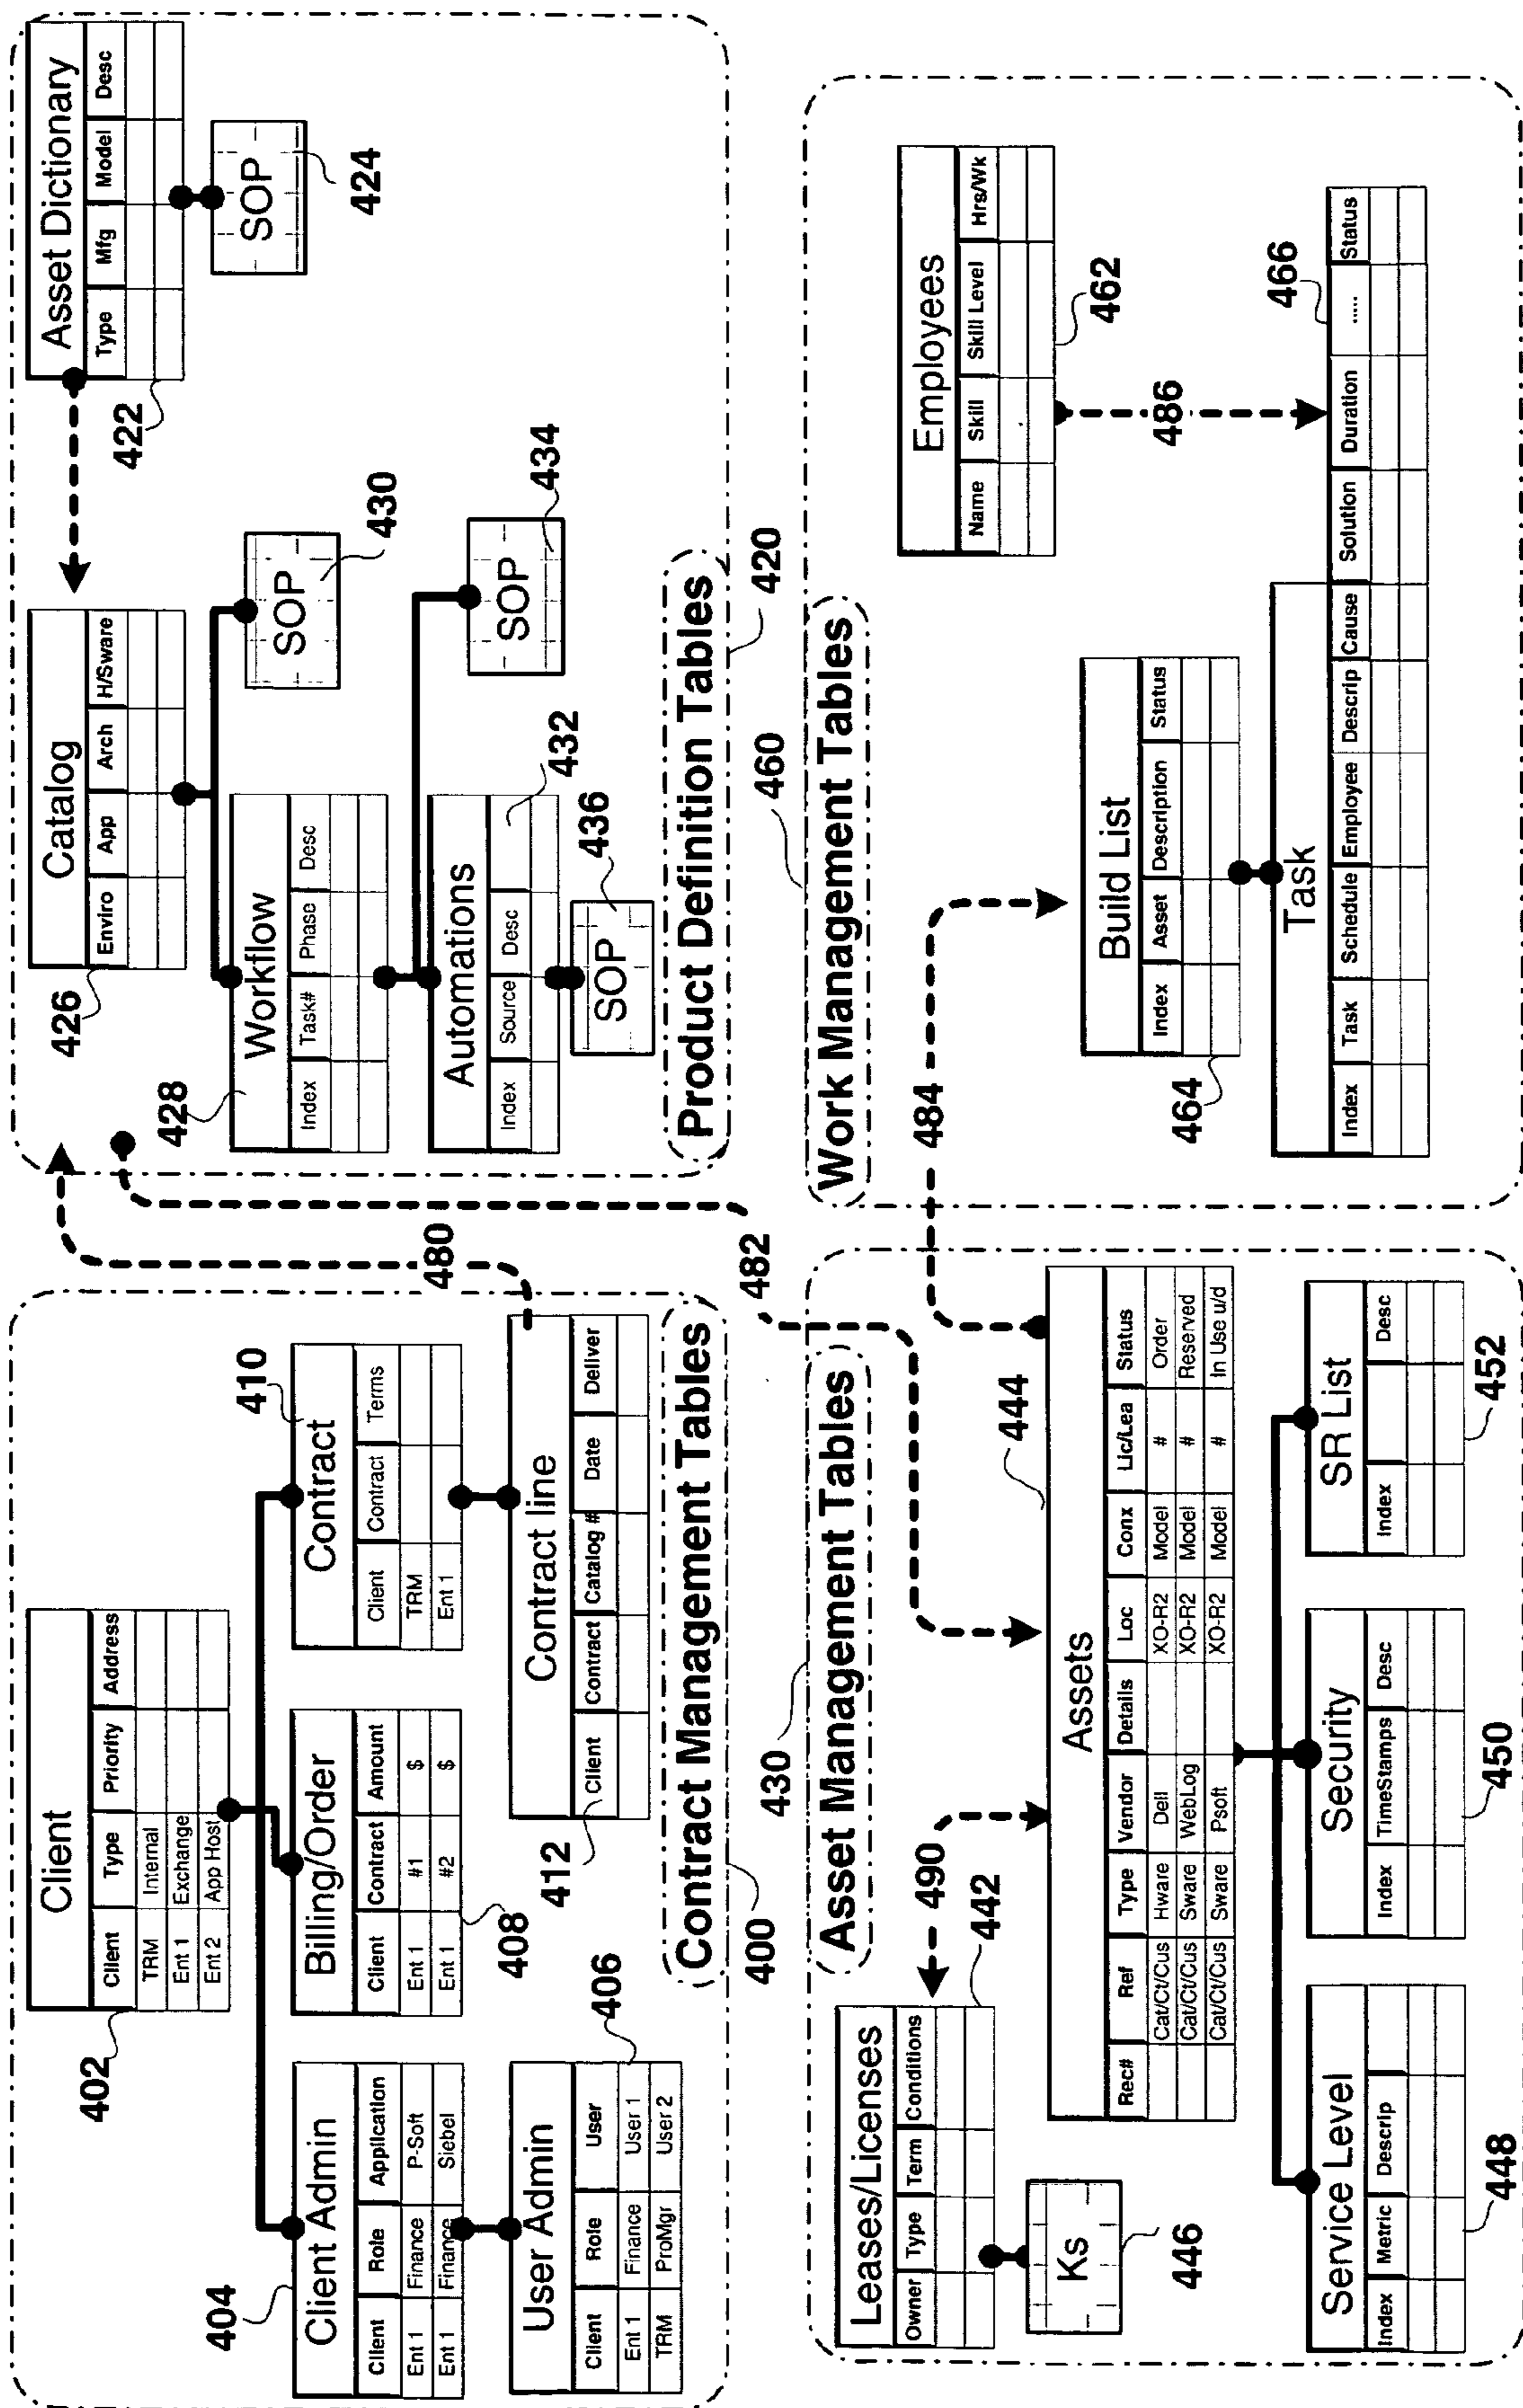 Client
Client Type Priority Address
TRM Internal
Ent 1 Exchange
Ent 2 App Host
402
Client Admin
Client Role Application
Ent 1 Finance P-Soft
Ent 1 Finance Siebel
404
User Admin
Client Role User
Ent 1 Finance User 1
TRM ProMgr User 2
406
Billing/Order
Client Contract Amount
Ent 1 #1 $
Ent 1 #2 $
408
Contract
Client Contract Terms
TRM
Ent 1
410
Contract line
Client Contract Catalog # Date Deliver
412
Contract Management Tables
400
480
482
Catalog
Enviro App Arch H/Sware
426
Asset Dictionary
Type Mfg Model Desc
422
SOP
424
Workflow
Index Task# Phase Desc
428
SOP
430
Automations
Index Source Desc
432
SOP
434
SOP
436
Product Definition Tables
420
Asset Management Tables
430
Leases/Licenses
Owner Type Term Conditions
442
490
Ks
446
Assets
Rec# Ref Type Vendor Details Loc Conx Lic/Lea Status
Cat/Ct/Cus Hware Dell XO-R2 Model # Order
Cat/Ct/Cus Sware WebLog XO-R2 Model # Reserved
Cat/Ct/Cus Sware Psoft XO-R2 Model # In Use u/d
444
Service Level
Index Metric Descrip
448
Security
Index TimeStamps Desc
450
SR List
Index Desc
452
484
Work Management Tables
460
Employees
Name Skill Skill Level Hrs/Wk
462
486
Build List
Index Asset Description Status
464
Task
Index Task Schedule Employee Descrip Cause Solution Duration ..... Status
466